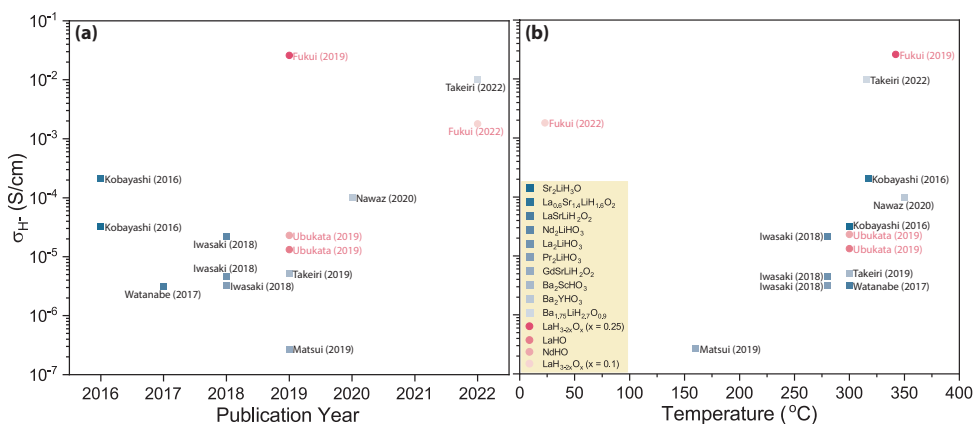 (a)
10⁻¹
10⁻²
10⁻³
10⁻⁴
10⁻⁵
10⁻⁶
10⁻⁷
σH- (S/cm)
Fukui (2019)
Takeiri (2022)
Fukui (2022)
Kobayashi (2016)
Nawaz (2020)
Kobayashi (2016)
Iwasaki (2018)
Ubukata (2019)
Ubukata (2019)
Iwasaki (2018)
Takeiri (2019)
Watanabe (2017)
Iwasaki (2018)
Matsui (2019)
2016 2017 2018 2019 2020 2021 2022
Publication Year
(b)
Fukui (2019)
Takeiri (2022)
Fukui (2022)
Kobayashi (2016)
Nawaz (2020)
Kobayashi (2016)
Iwasaki (2018)
Ubukata (2019)
Ubukata (2019)
Takeiri (2019)
Iwasaki (2018)
Iwasaki (2018)
Watanabe (2017)
Matsui (2019)
Sr₂LiH₃O
La₀.₆Sr₁.₄LiH₁.₆O₂
LaSrLiH₂O₂
Nd₂LiHO₃
La₂LiHO₃
Pr₂LiHO₃
GdSrLiH₂O₂
Ba₂ScHO₃
Ba₂YHO₃
Ba₁.₇₅LiH₂.₇O₀.₉
LaH₃₋₂ₓOₓ (x = 0.25)
LaHO
NdHO
LaH₃₋₂ₓOₓ (x = 0.1)
0 50 100 150 200 250 300 350 400
Temperature (°C)